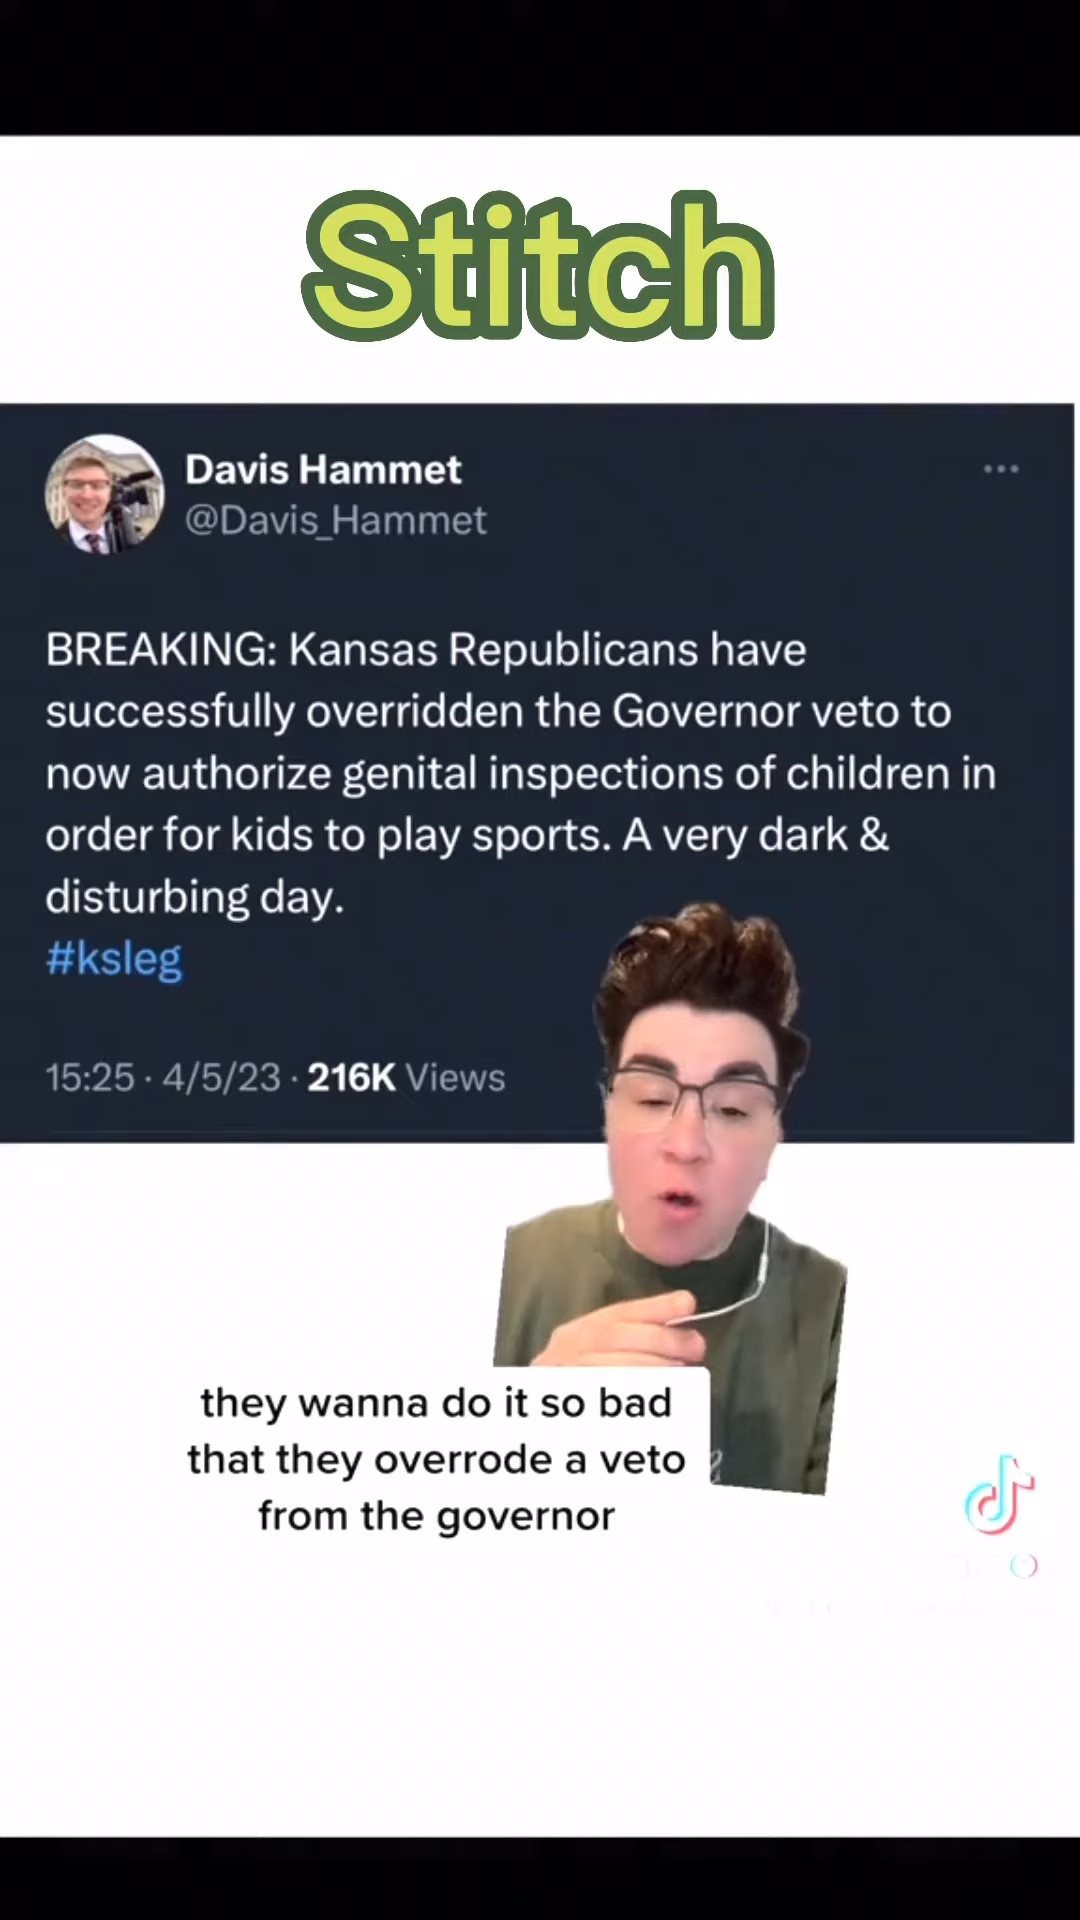 Stitch
Davis Hammet
@Davis_Hammet
BREAKING: Kansas Republicans have
successfully overridden the Governor veto to
now authorize genital inspections of children in
order for kids to play sports. A very dark &
disturbing day.
#ksleg
15:25 · 4/5/23 · 216K Views
they wanna do it so bad
that they overrode a veto
from the governor